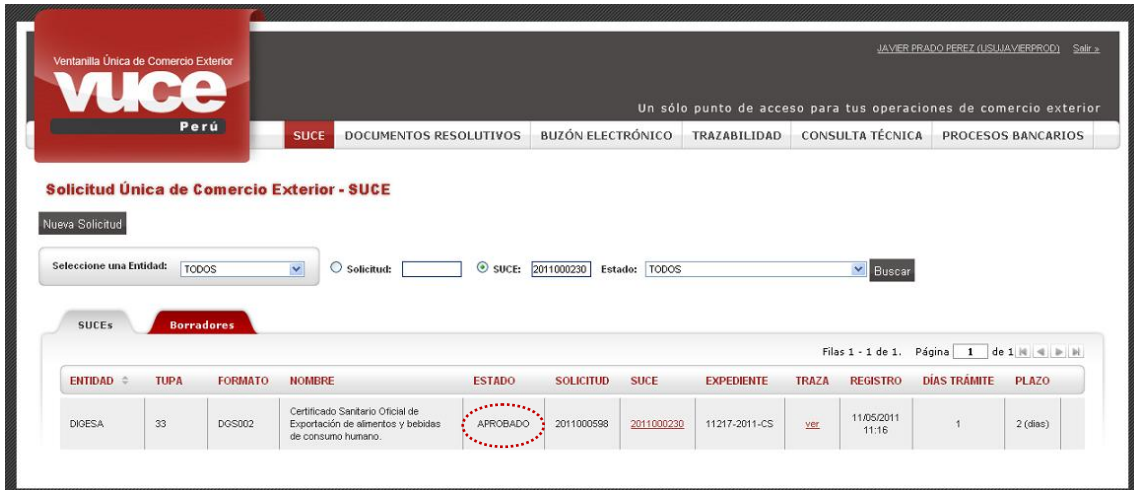 JAVIER PRADO PEREZ (USUJAVIERPROD) Salir »
Ventanilla Única de Comercio Exterior
vuce
Perú
Un sólo punto de acceso para tus operaciones de comercio exterior
SUCE DOCUMENTOS RESOLUTIVOS BUZÓN ELECTRÓNICO TRAZABILIDAD CONSULTA TÉCNICA PROCESOS BANCARIOS
Solicitud Única de Comercio Exterior - SUCE
Nueva Solicitud
Seleccione una Entidad: TODOS Solicitud: SUCE: 2011000230 Estado: TODOS Buscar
SUCEs Borradores
Filas 1 - 1 de 1. Página 1 de 1
ENTIDAD TUPA FORMATO NOMBRE ESTADO SOLICITUD SUCE EXPEDIENTE TRAZA REGISTRO DÍAS TRÁMITE PLAZO
DIGESA 33 DGS002 Certificado Sanitario Oficial de APROBADO 2011000598 2011000230 11217-2011-CS ver 11/05/2011 1 2 (dias)
Exportación de alimentos y bebidas 11:16
de consumo humano.